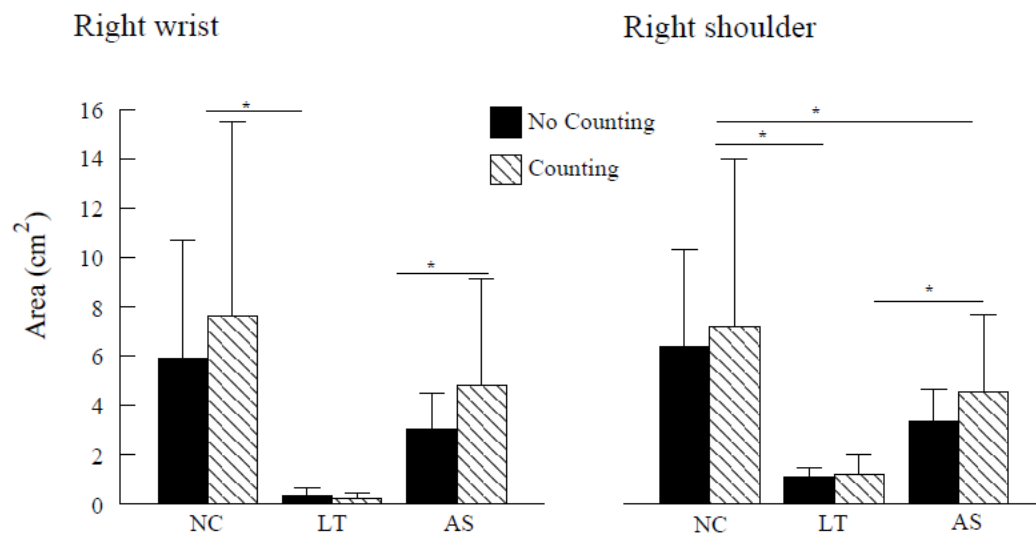 Right wrist
Right shoulder
Area (cm²)
16
14
12
10
8
6
4
2
0
*
*
No Counting
Counting
*
*
*
NC LT AS
NC LT AS